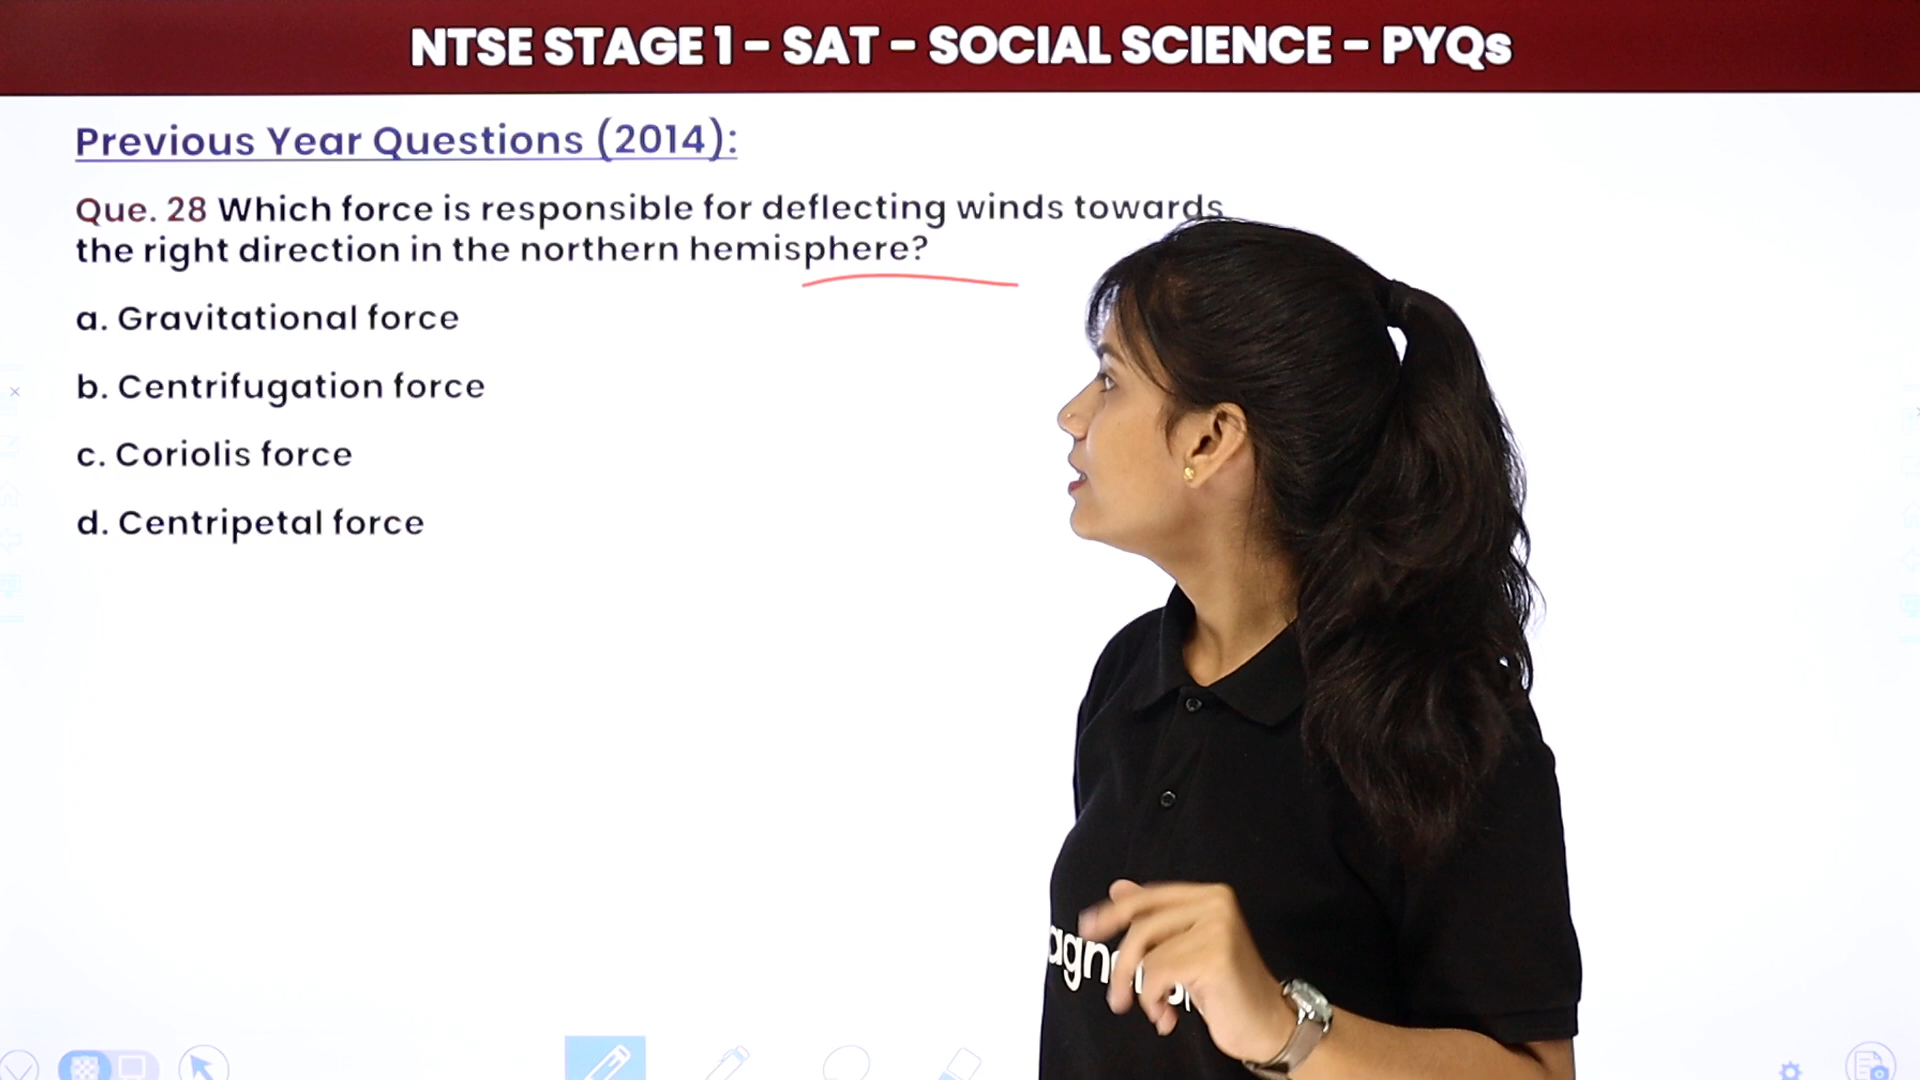 NTSE STAGE 1 - SAT - SOCIAL SCIENCE - PYQs
Previous Year Questions (2014):
Que. 28 Which force is responsible for deflecting winds towards
the right direction in the northern hemisphere?
a. Gravitational force
b. Centrifugation force
c. Coriolis force
d. Centripetal force